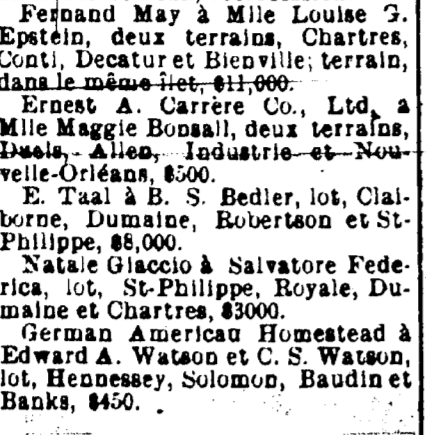 Fernand May à Mlle Louise G.
Epstein, deux terrains, Chartres,
Conti, Decatur et Bienville; terrain,
dans le même îlet, $11,000.
Ernest A. Carrère Co., Ltd, a
Mlle Maggie Bonsall, deux terrains,
Duels, Allen, Industrie et Nou-
velle-Orléans, $500.
E. Taal à B. S. Bedler, lot, Clai-
borne, Dumaine, Robertson et St-
Philippe, $8,000.
Natale Giaccio à Salvatore Fede-
rica, lot, St-Philippe, Royale, Du-
maine et Chartres, $3000.
German American Homestead à
Edward A. Watson et C. S. Watson,
lot, Hennessey, Solomon, Baudin et
Banks, $450.